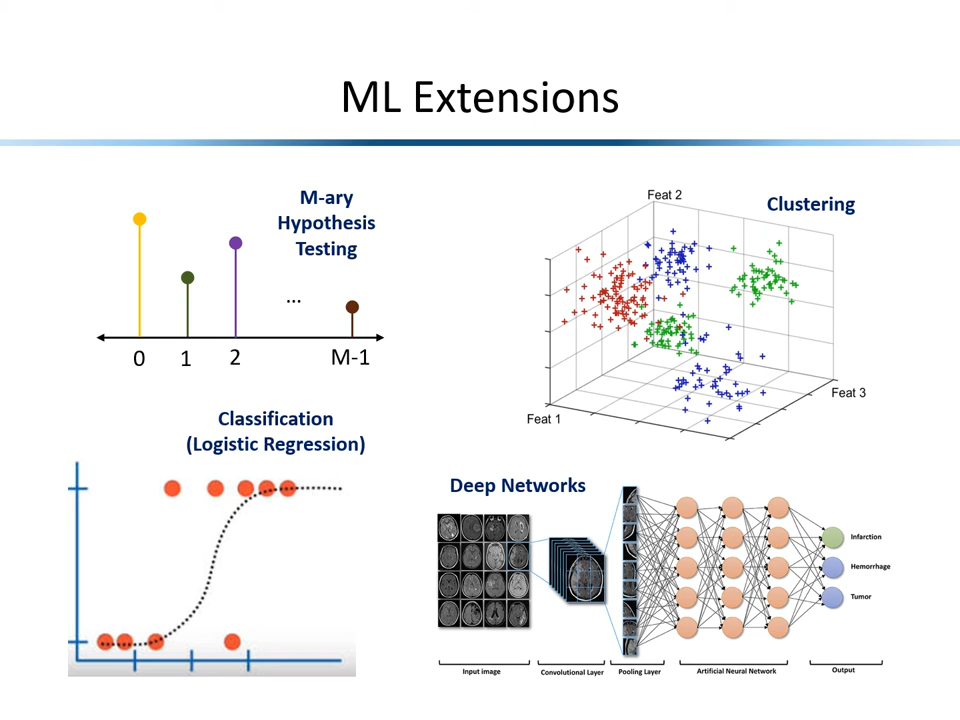 ML Extensions
M-ary
Hypothesis
Testing
...
0 1 2 M-1
Feat 2
Clustering
Feat 3
Feat 1
Classification
(Logistic Regression)
Deep Networks
Infarction
Hemorrhage
Tumor
Input image
Convolutional Layer
Pooling Layer
Artificial Neural Network
Output